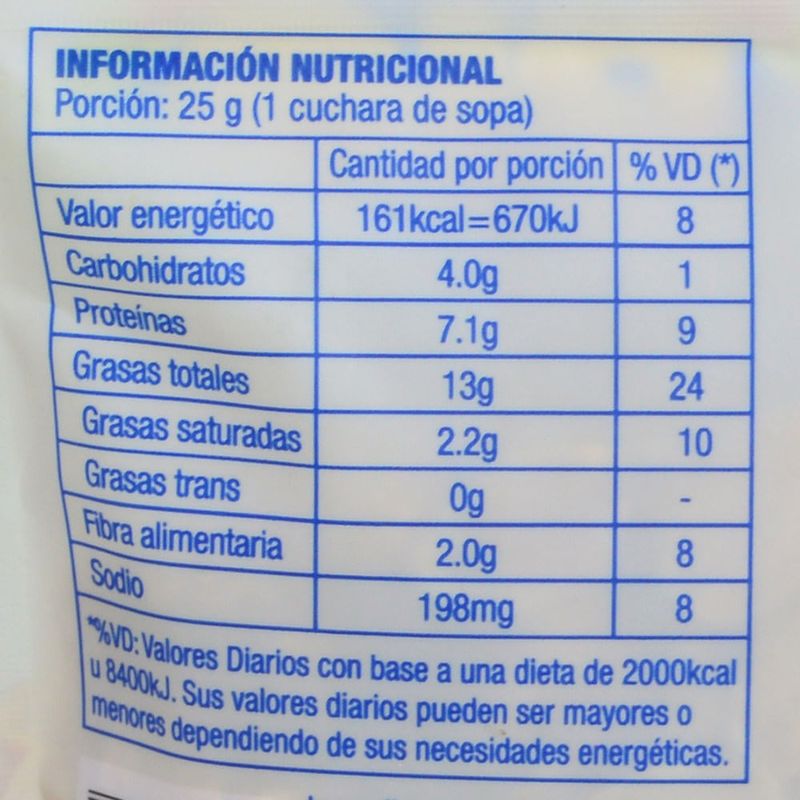 INFORMACIÓN NUTRICIONAL
Porción: 25 g (1 cuchara de sopa)
Cantidad por porción % VD (*)
Valor energético 161kcal=670kJ 8
Carbohidratos 4.0g 1
Proteínas 7.1g 9
Grasas totales 13g 24
Grasas saturadas 2.2g 10
Grasas trans 0g -
Fibra alimentaria 2.0g 8
Sodio 198mg 8
*%VD: Valores Diarios con base a una dieta de 2000kcal
u 8400kJ. Sus valores diarios pueden ser mayores o
menores dependiendo de sus necesidades energéticas.